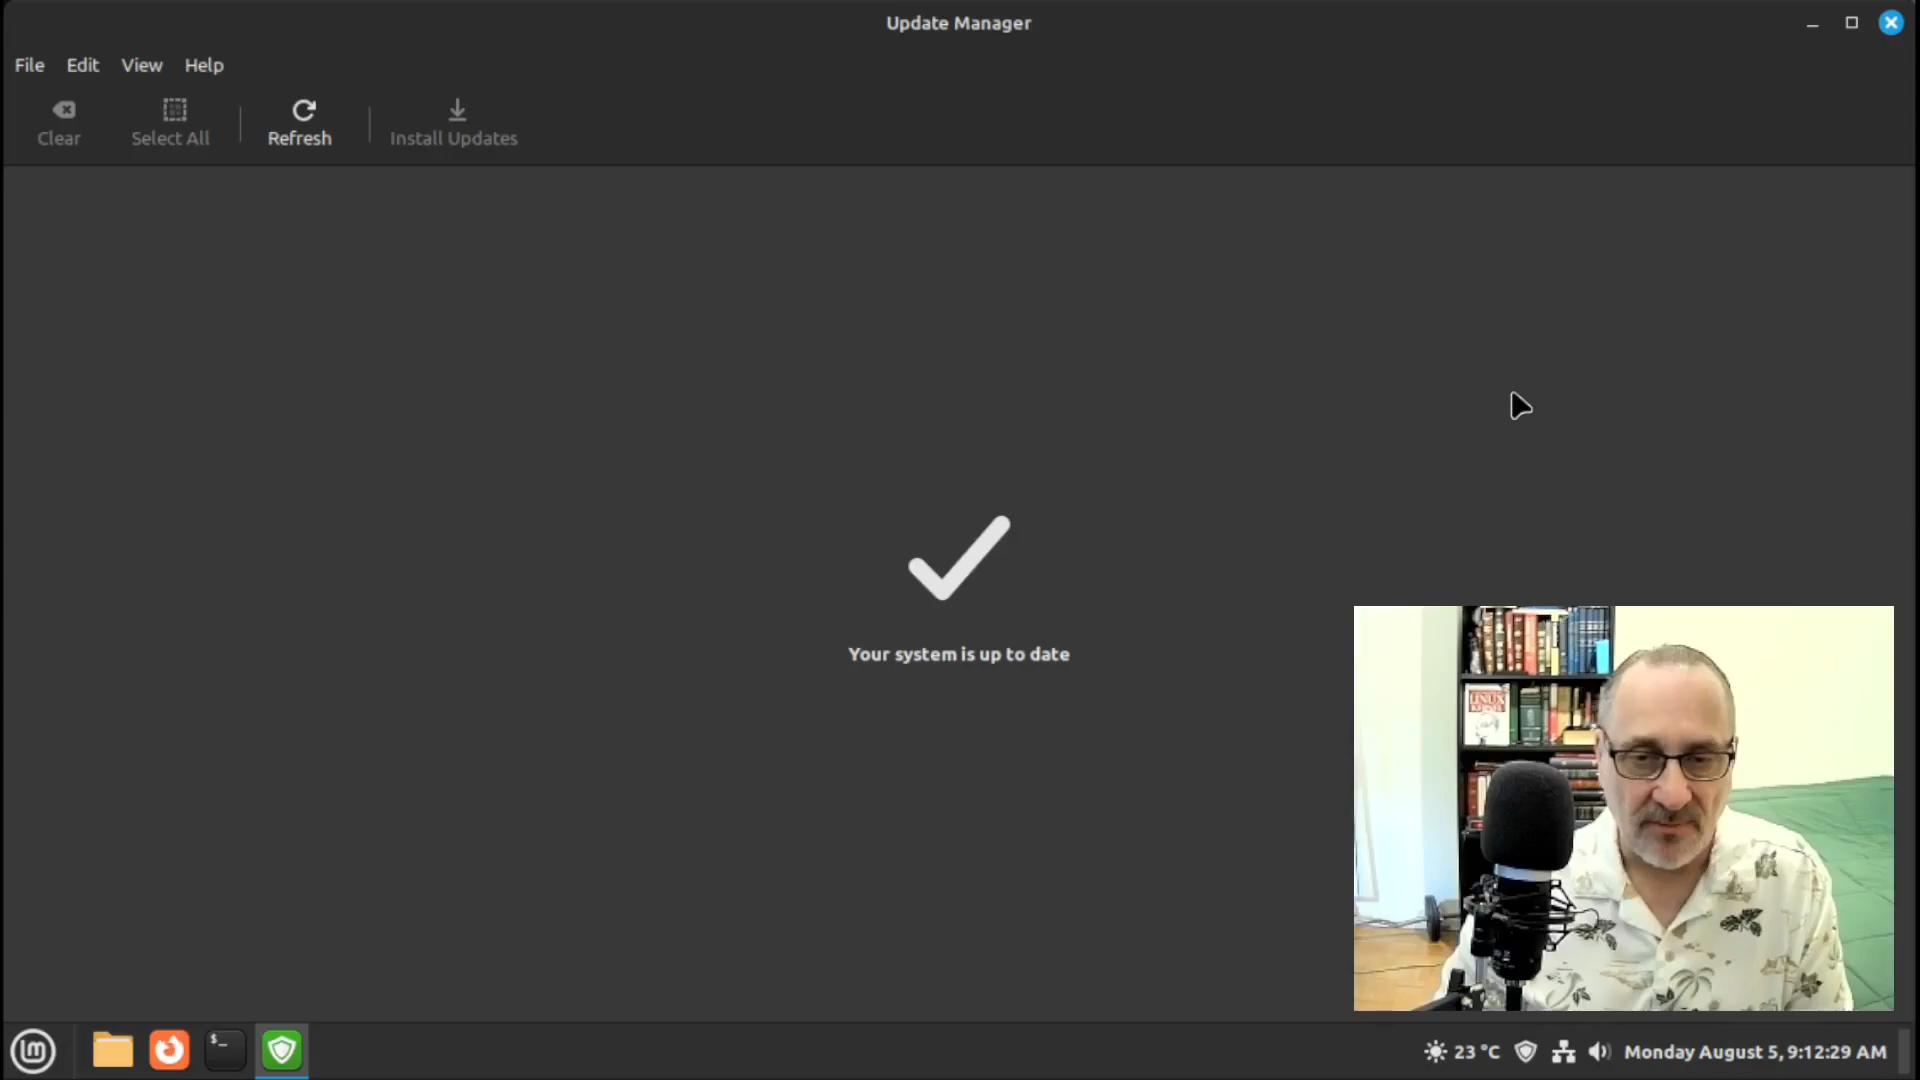 Update Manager
File Edit View Help
Clear Select All Refresh Install Updates
Your system is up to date
LINUX
$_
23 °C Monday August 5, 9:12:29 AM